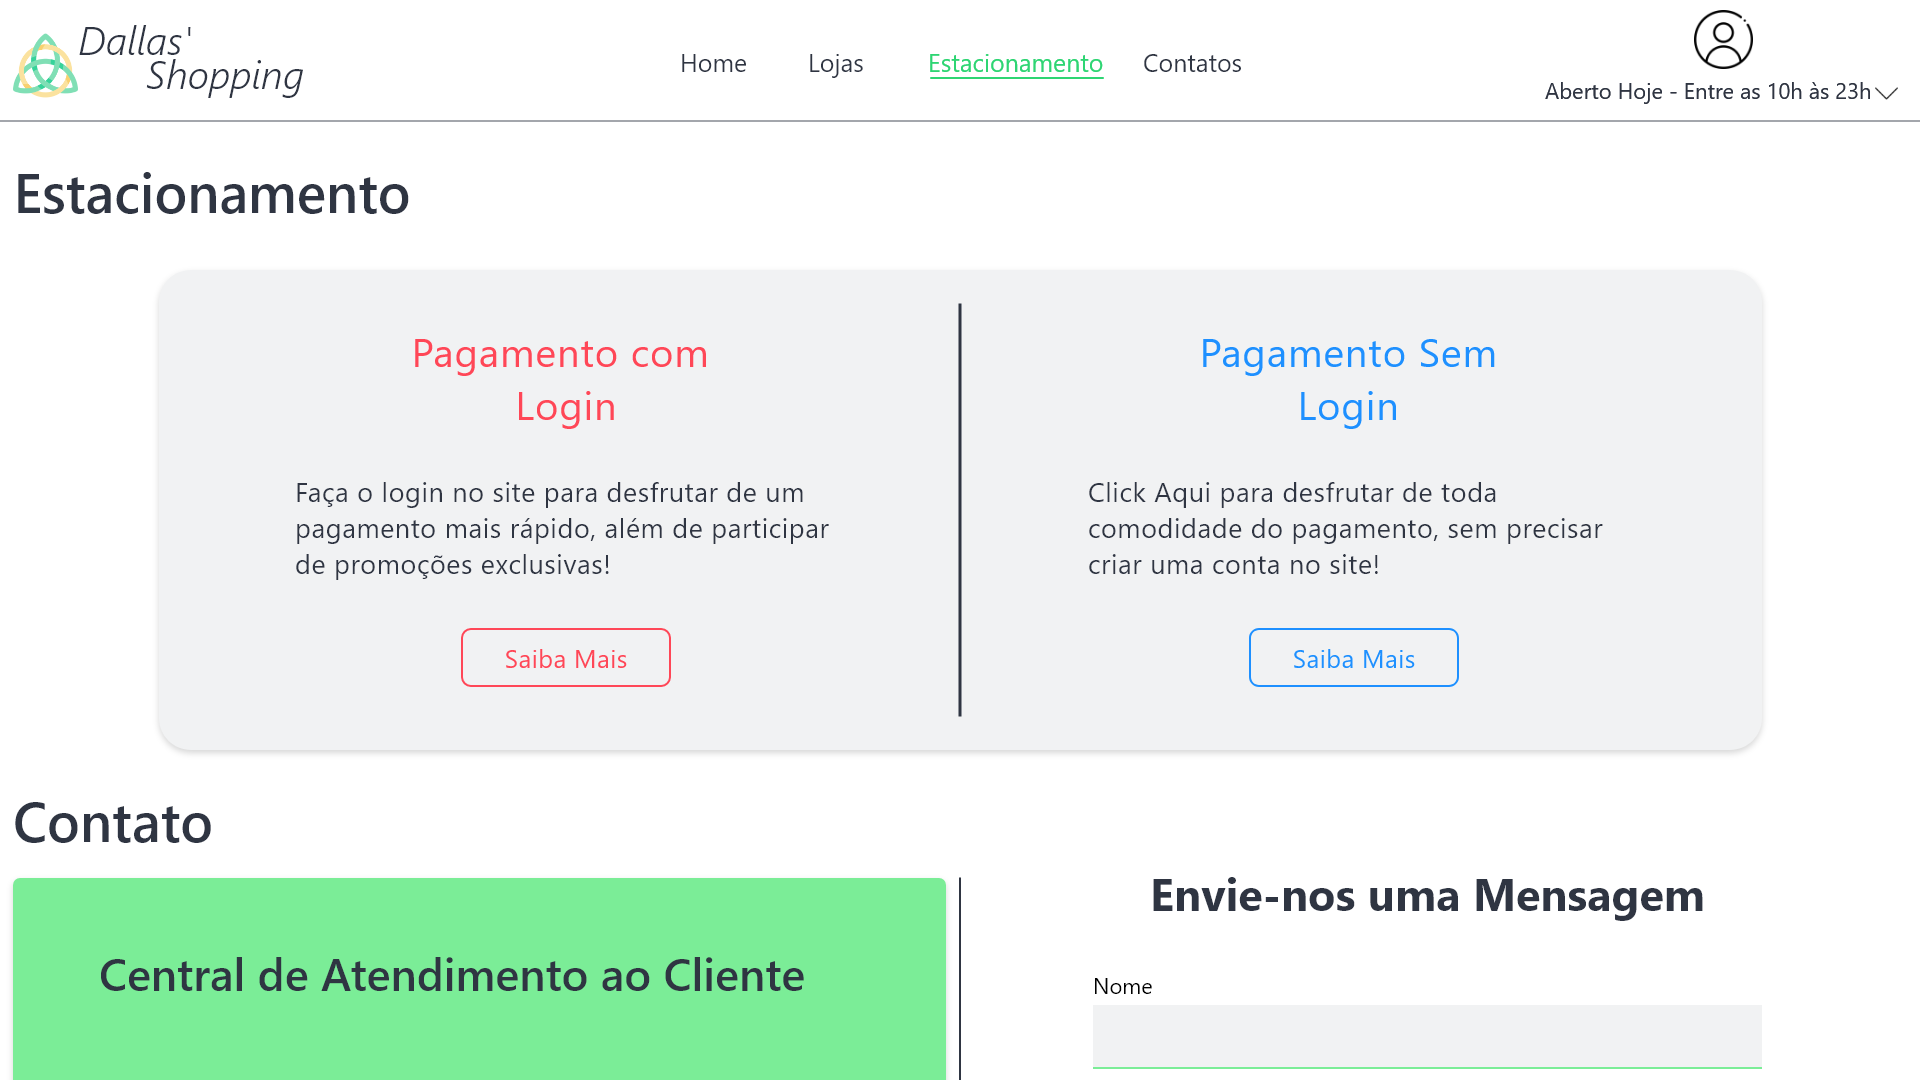 Dallas'
Shopping
Home
Lojas
Estacionamento
Contatos
Aberto Hoje - Entre as 10h às 23h
Estacionamento
Pagamento com
Login
Faça o login no site para desfrutar de um
pagamento mais rápido, além de participar
de promoções exclusivas!
Saiba Mais
Pagamento Sem
Login
Click Aqui para desfrutar de toda
comodidade do pagamento, sem precisar
criar uma conta no site!
Saiba Mais
Contato
Central de Atendimento ao Cliente
Envie-nos uma Mensagem
Nome